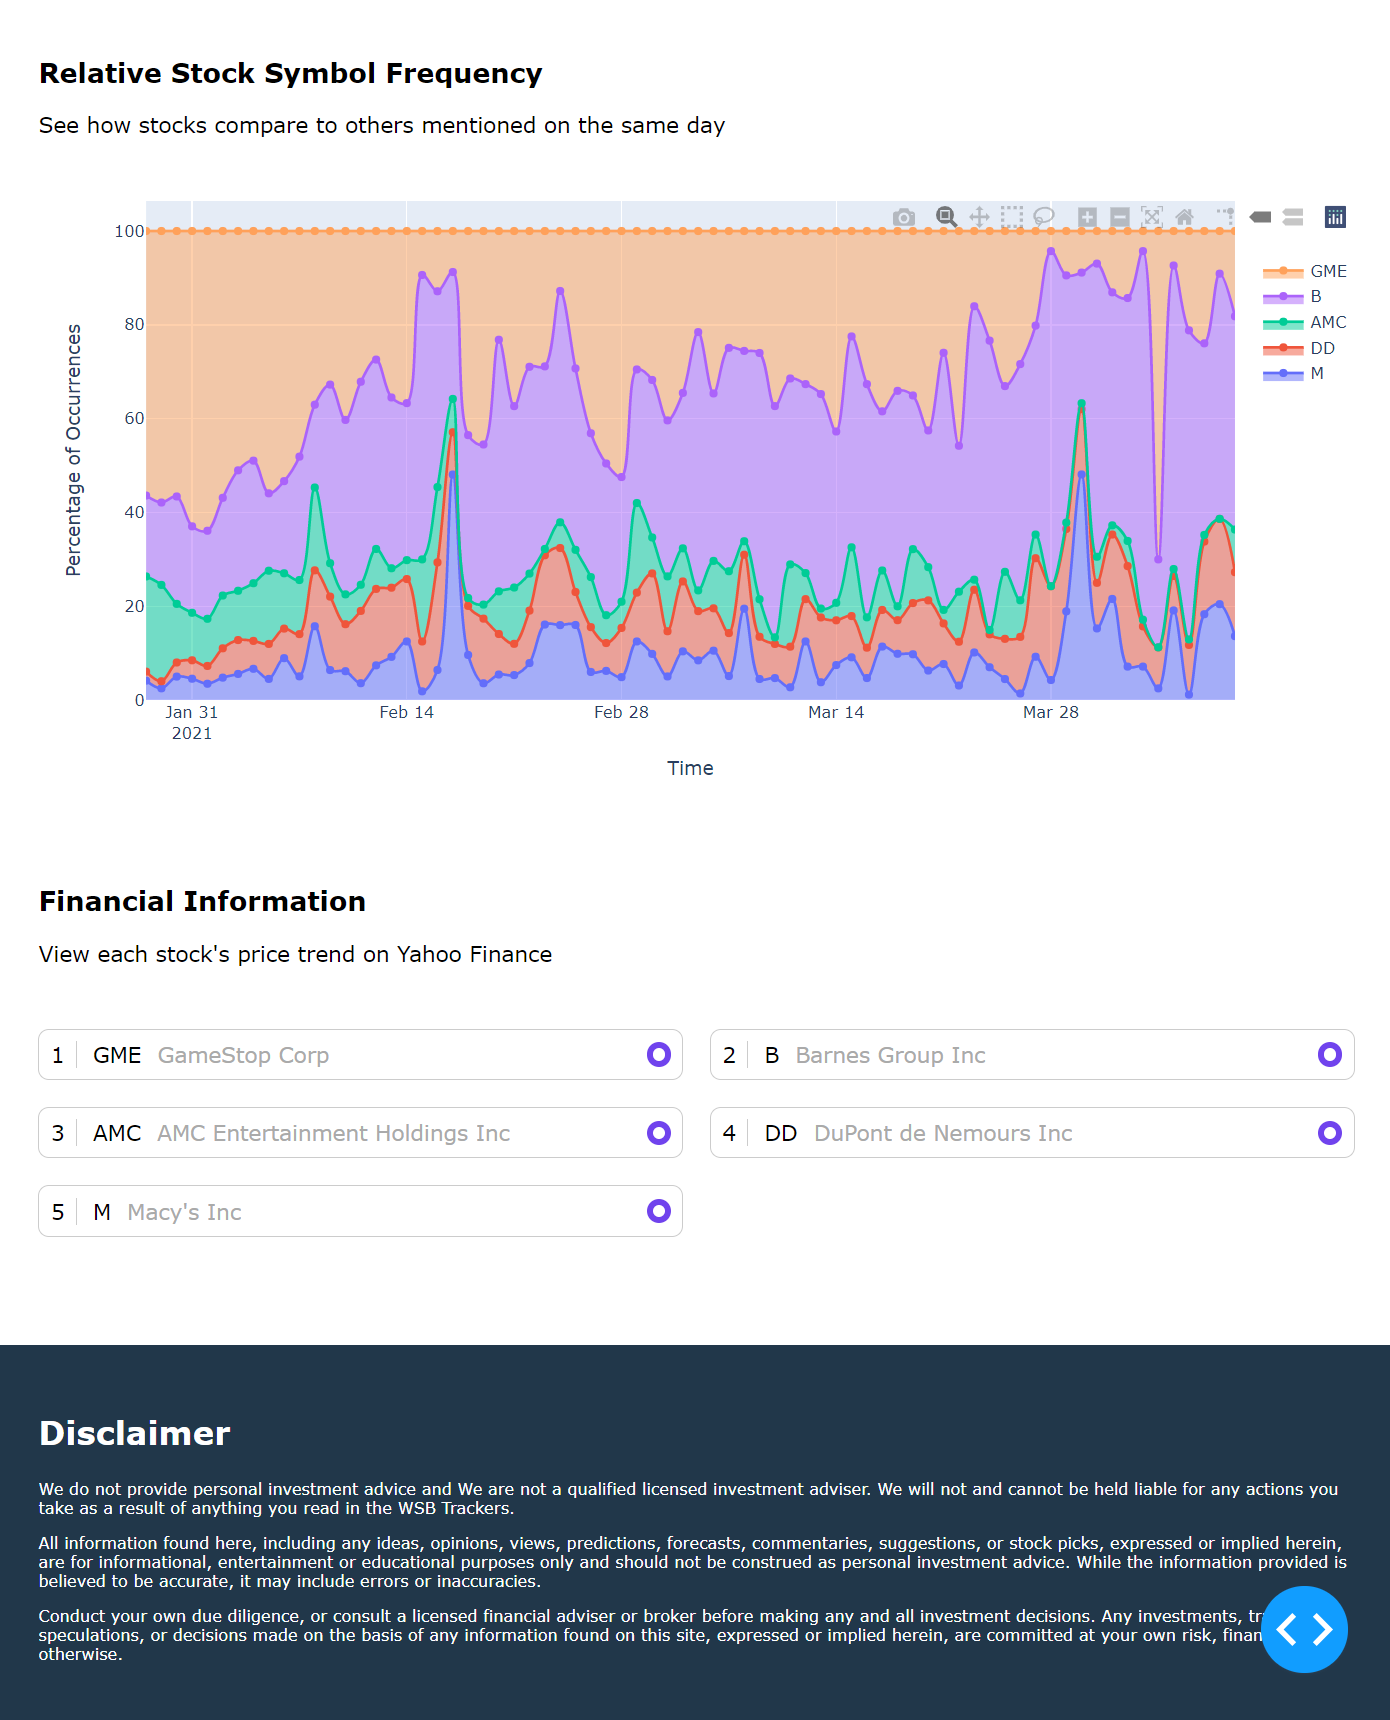 Relative Stock Symbol Frequency
See how stocks compare to others mentioned on the same day
100
80
60
40
20
0
Percentage of Occurrences
Jan 31
2021
Feb 14
Feb 28
Mar 14
Mar 28
Time
GME
B
AMC
DD
M
Financial Information
View each stock's price trend on Yahoo Finance
1 GME GameStop Corp
2 B Barnes Group Inc
3 AMC AMC Entertainment Holdings Inc
4 DD DuPont de Nemours Inc
5 M Macy's Inc
Disclaimer
We do not provide personal investment advice and We are not a qualified licensed investment adviser. We will not and cannot be held liable for any actions you
take as a result of anything you read in the WSB Trackers.
All information found here, including any ideas, opinions, views, predictions, forecasts, commentaries, suggestions, or stock picks, expressed or implied herein,
are for informational, entertainment or educational purposes only and should not be construed as personal investment advice. While the information provided is
believed to be accurate, it may include errors or inaccuracies.
Conduct your own due diligence, or consult a licensed financial adviser or broker before making any and all investment decisions. Any investments,
speculations, or decisions made on the basis of any information found on this site, expressed or implied herein, are committed at your own risk,
otherwise.